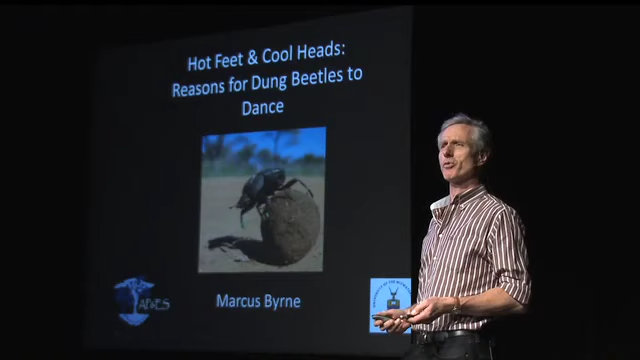 Hot Feet & Cool Heads:
Reasons for Dung Beetles to
Dance
Marcus Byrne